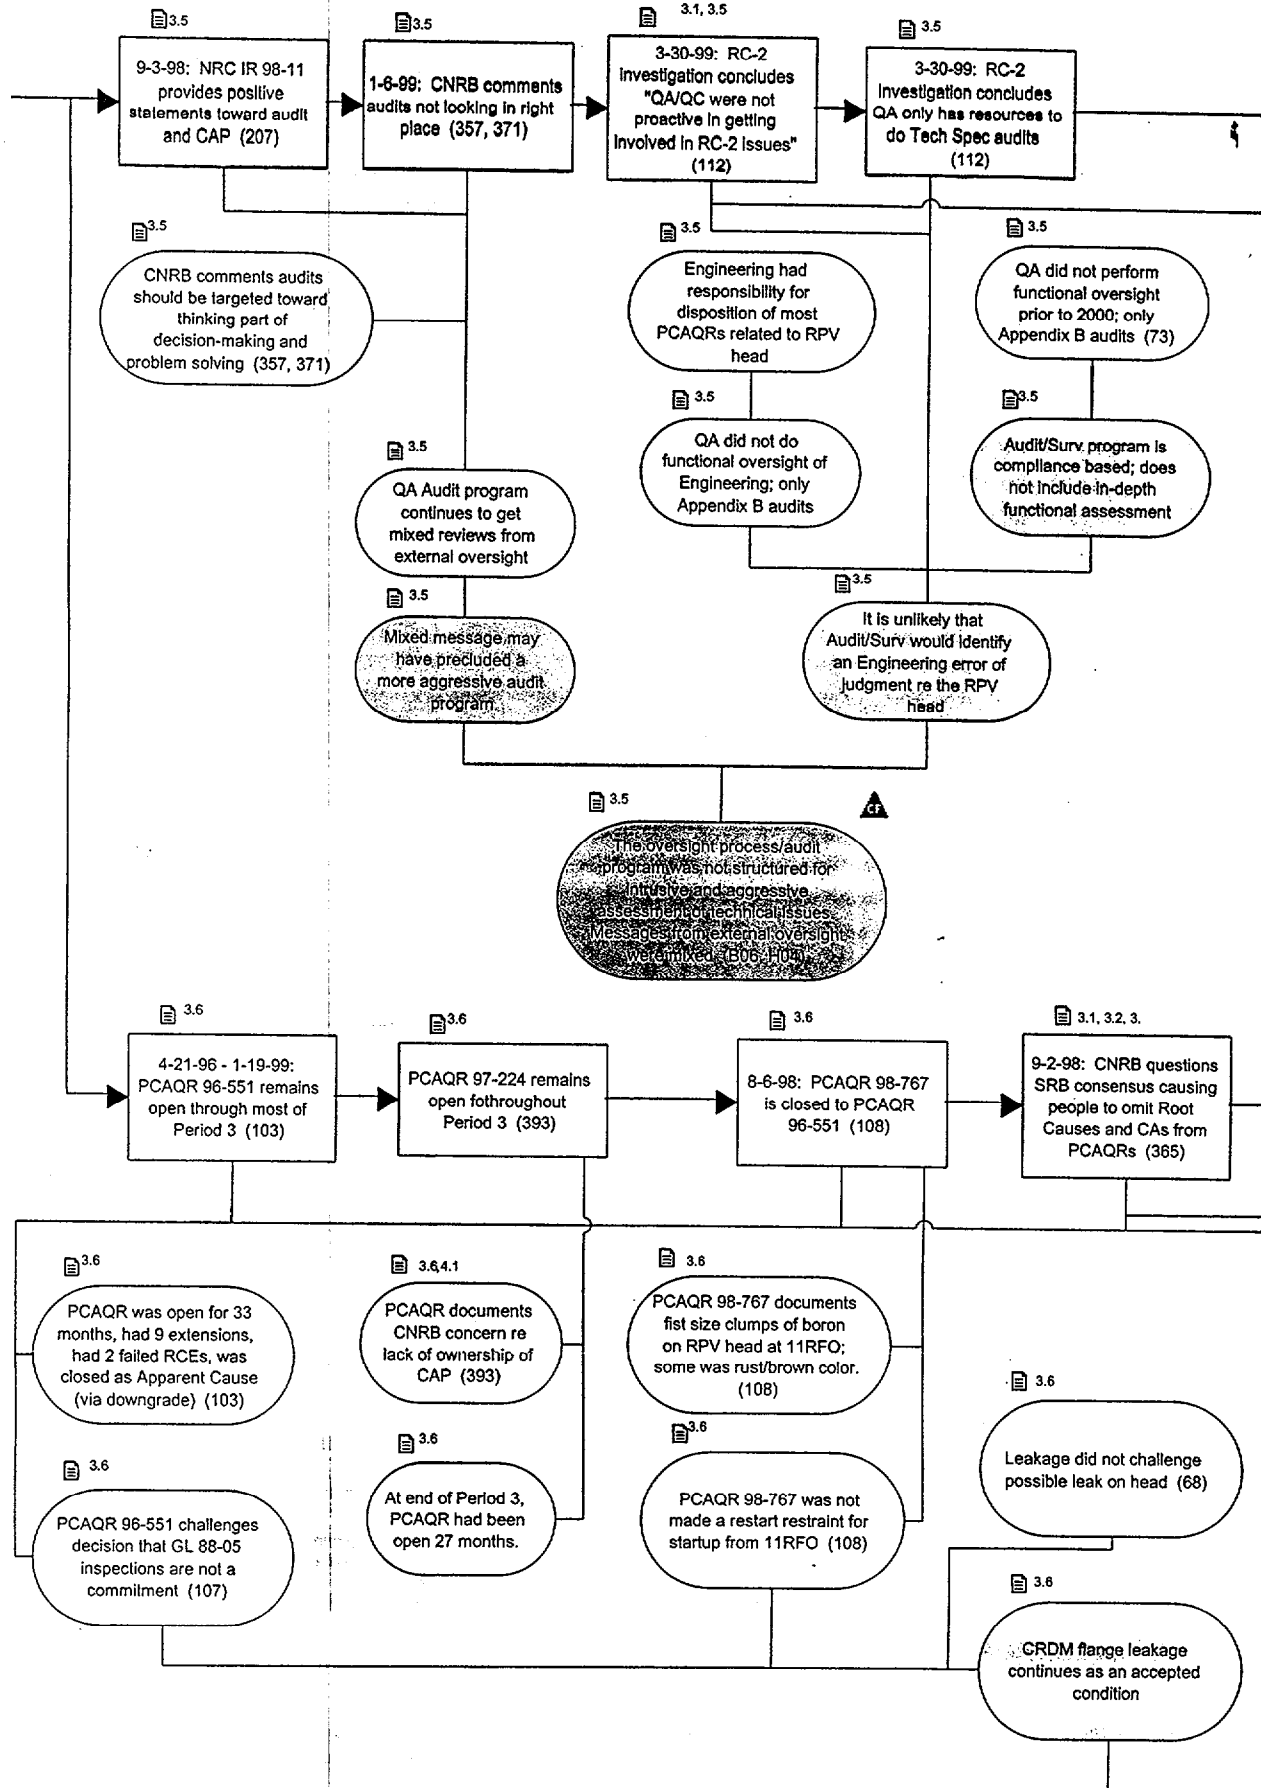 3.5
9-3-98: NRC IR 98-11
provides positive
statements toward audit
and CAP (207)
3.5
1-6-99: CNRB comments
audits not looking in right
place (357, 371)
3.1, 3.5
3-30-99: RC-2
Investigation concludes
"QA/QC were not
proactive in getting
involved in RC-2 issues"
(112)
3.5
3-30-99: RC-2
Investigation concludes
QA only has resources to
do Tech Spec audits
(112)
3.5
CNRB comments audits
should be targeted toward
thinking part of
decision-making and
problem solving (357, 371)
3.5
Engineering had
responsibility for
disposition of most
PCAQRs related to RPV
head
3.5
QA did not perform
functional oversight
prior to 2000; only
Appendix B audits (73)
3.5
QA did not do
functional oversight of
Engineering; only
Appendix B audits
3.5
Audit/Surv program is
compliance based; does
not include in-depth
functional assessment
3.5
QA Audit program
continues to get
mixed reviews from
external oversight
3.5
Mixed message may
have precluded a
more aggressive audit
program.
3.5
It is unlikely that
Audit/Surv would identify
an Engineering error of
judgment re the RPV
head
3.5
CF
The oversight process/audit
program was not structured for
intrusive and aggressive
assessment of technical issues.
Messages from external oversight
were mixed. (B06, H04)
3.6
4-21-96 - 1-19-99:
PCAQR 96-551 remains
open through most of
Period 3 (103)
3.6
PCAQR 97-224 remains
open fothroughout
Period 3 (393)
3.6
8-6-98: PCAQR 98-767
is closed to PCAQR
96-551 (108)
3.1, 3.2, 3.
9-2-98: CNRB questions
SRB consensus causing
people to omit Root
Causes and CAs from
PCAQRs (365)
3.6
PCAQR was open for 33
months, had 9 extensions,
had 2 failed RCEs, was
closed as Apparent Cause
(via downgrade) (103)
3.6,4.1
PCAQR documents
CNRB concern re
lack of ownership of
CAP (393)
3.6
PCAQR 98-767 documents
fist size clumps of boron
on RPV head at 11RFO;
some was rust/brown color.
(108)
3.6
Leakage did not challenge
possible leak on head (68)
3.6
PCAQR 96-551 challenges
decision that GL 88-05
inspections are not a
commitment (107)
3.6
At end of Period 3,
PCAQR had been
open 27 months.
3.6
PCAQR 98-767 was not
made a restart restraint for
startup from 11RFO (108)
3.6
CRDM flange leakage
continues as an accepted
condition